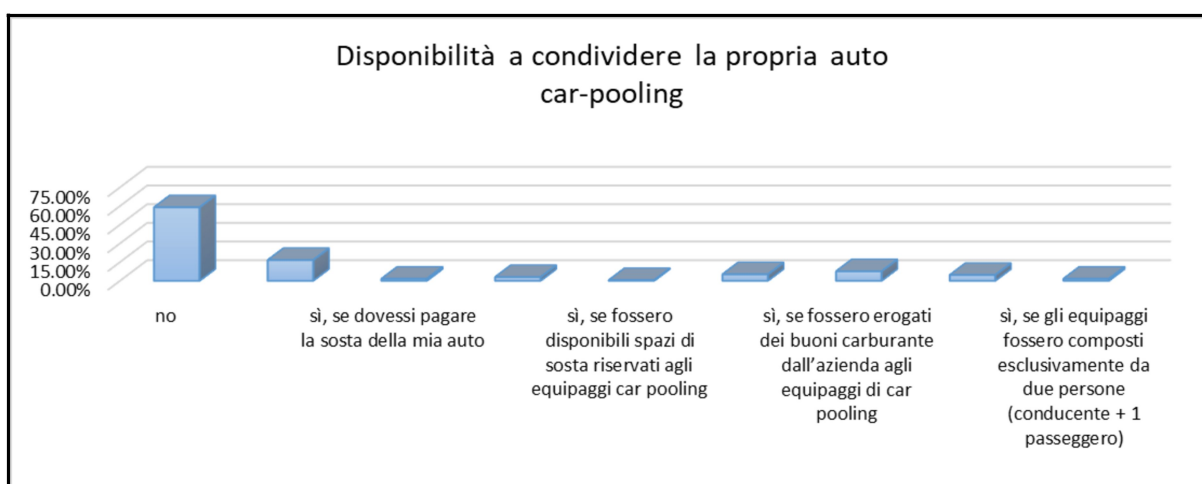 Disponibilità a condividere la propria auto
car-pooling
75.00%
60.00%
45.00%
30.00%
15.00%
0.00%
no
sì, se dovessi pagare
la sosta della mia auto
sì, se fossero
disponibili spazi di
sosta riservati agli
equipaggi car pooling
sì, se fossero erogati
dei buoni carburante
dall’azienda agli
equipaggi di car
pooling
sì, se gli equipaggi
fossero composti
esclusivamente da
due persone
(conducente + 1
passeggero)